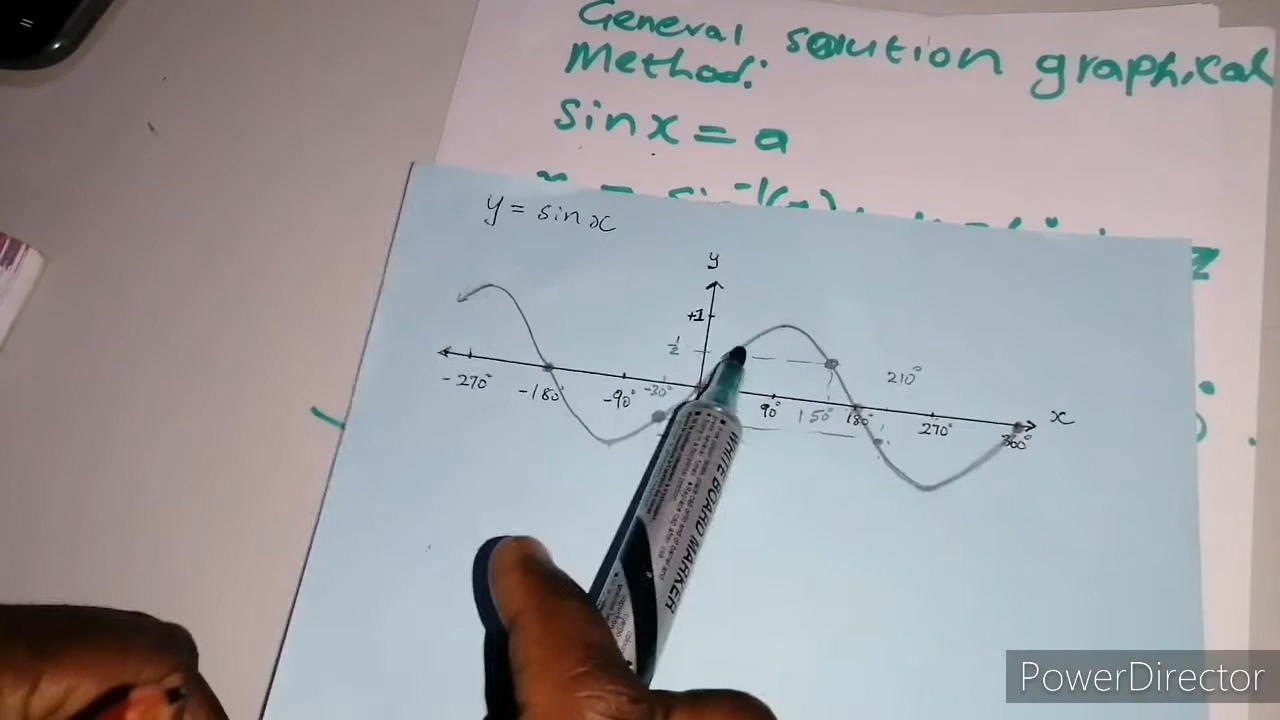 General solution graphical
Method:
sinx = a
y = sin x
y
+1
1/2
-270° -180° -90° -30° 90° 150° 180° 210° 270° 360° x
WHITE BOARD MARKER
PowerDirector